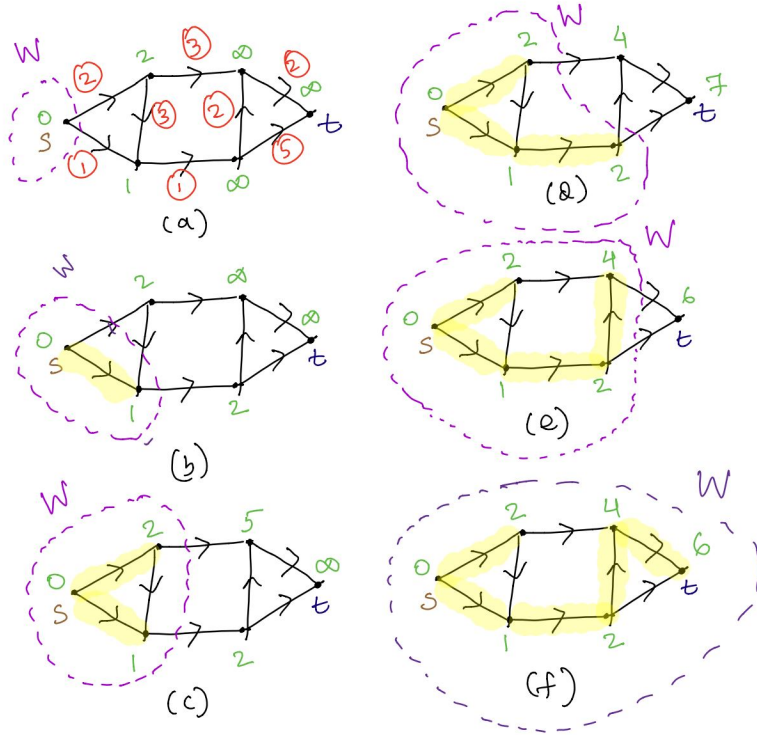 W
③
2 ∞ ②
② ∞
0 ③ ②
S t
① ⑤
1 ① ∞
(a)
W
2 4
0 7
S t
1 2
(d)
W
2 ∞
0 ∞
S t
1 2
(b)
W
2 4
0 6
S t
1 2
(e)
W
2 5
0 ∞
S t
1 2
(c)
W
2 4
0 6
S t
1 2
(f)